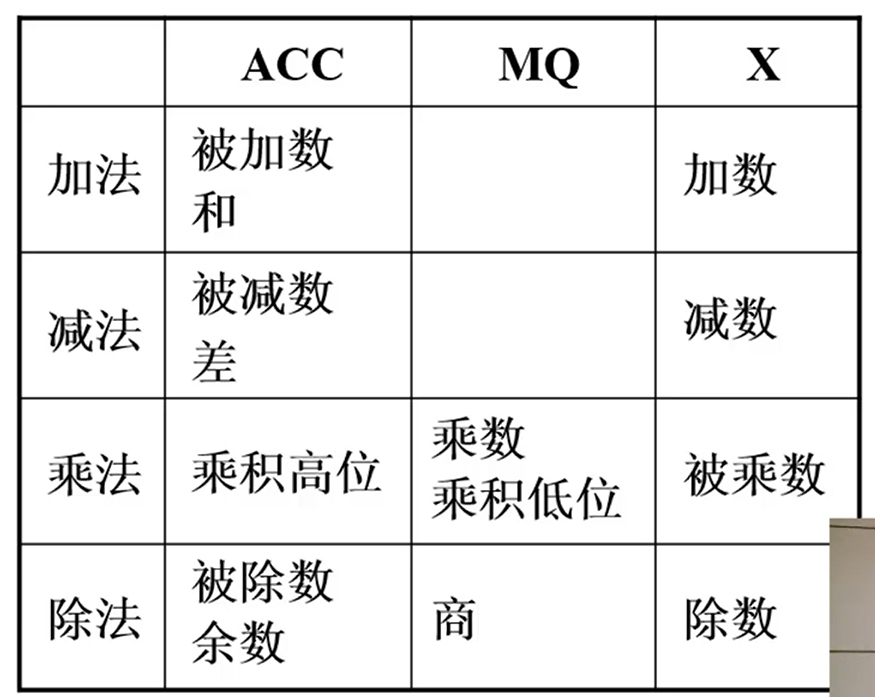 ACC MQ X
加法 被加数 和 加数
减法 被减数 差 减数
乘法 乘积高位 乘数 乘积低位 被乘数
除法 被除数 余数 商 除数